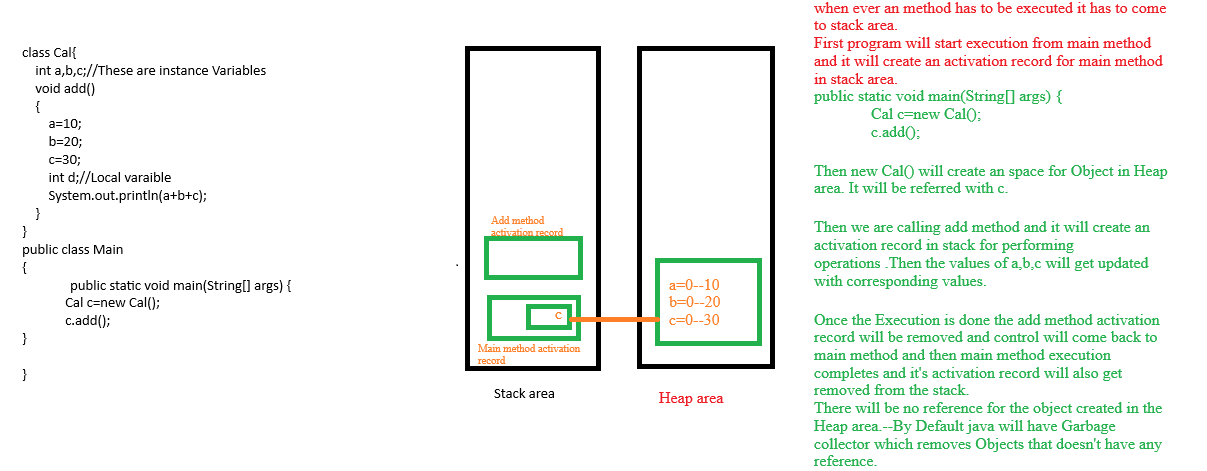 class Cal{
int a,b,c;//These are instance Variables
void add()
{
a=10;
b=20;
c=30;
int d;//Local varaible
System.out.println(a+b+c);
}
}
public class Main
{
public static void main(String[] args) {
Cal c=new Cal();
c.add();
}
}
Add method
activation record
C
Main method activation
record
Stack area
a=0--10
b=0--20
c=0--30
Heap area
when ever an method has to be executed it has to come
to stack area.
First program will start execution from main method
and it will create an activation record for main method
in stack area.
public static void main(String[] args) {
Cal c=new Cal();
c.add();
Then new Cal() will create an space for Object in Heap
area. It will be referred with c.
Then we are calling add method and it will create an
activation record in stack for performing
operations .Then the values of a,b,c will get updated
with corresponding values.
Once the Execution is done the add method activation
record will be removed and control will come back to
main method and then main method execution
completes and it's activation record will also get
removed from the stack.
There will be no reference for the object created in the
Heap area.--By Default java will have Garbage
collector which removes Objects that doesn't have any
reference.